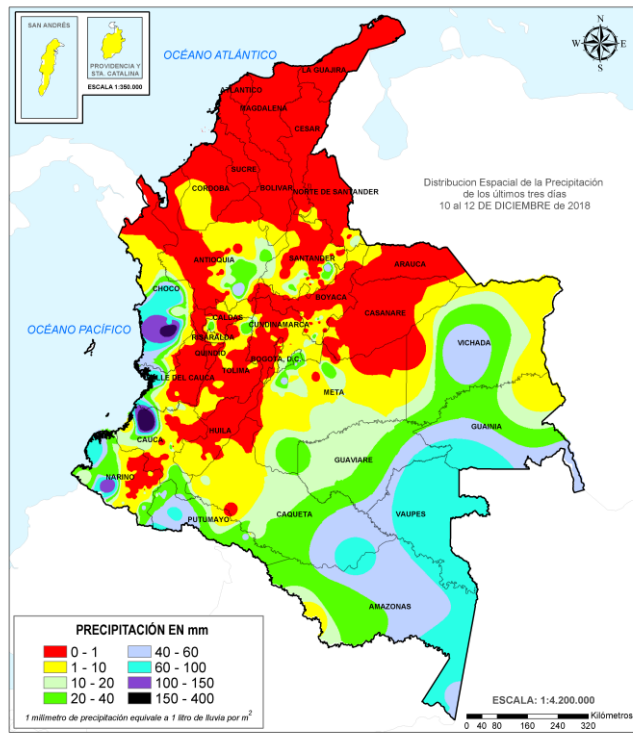 SAN ANDRÉS
PROVIDENCIA Y
STA. CATALINA
ESCALA 1:350.000
OCÉANO ATLÁNTICO
N
W E
S
LA GUAJIRA
ATLANTICO
MAGDALENA
CESAR
SUCRE
CORDOBA
BOLIVAR
NORTE DE SANTANDER
Distribucion Espacial de la Precipitación
de los últimos tres días
10 al 12 DE DICIEMBRE de 2018
ANTIOQUIA
SANTANDER
ARAUCA
CHOCO
BOYACA
CASANARE
OCÉANO PACÍFICO
CALDAS
CUNDINAMARCA
RISARALDA
VICHADA
QUINDIO
BOGOTA, D.C.
TOLIMA
VALLE DEL CAUCA
META
GUAINIA
CAUCA
HUILA
GUAVIARE
NARIÑO
CAQUETA
VAUPES
PUTUMAYO
AMAZONAS
PRECIPITACIÓN EN mm
0 - 1
1 - 10
10 - 20
20 - 40
40 - 60
60 - 100
100 - 150
150 - 400
1 milimetro de precipitación equivale a 1 litro de lluvia por m2
ESCALA: 1:4.200.000
Kilómetros
0 40 80 160 240 320